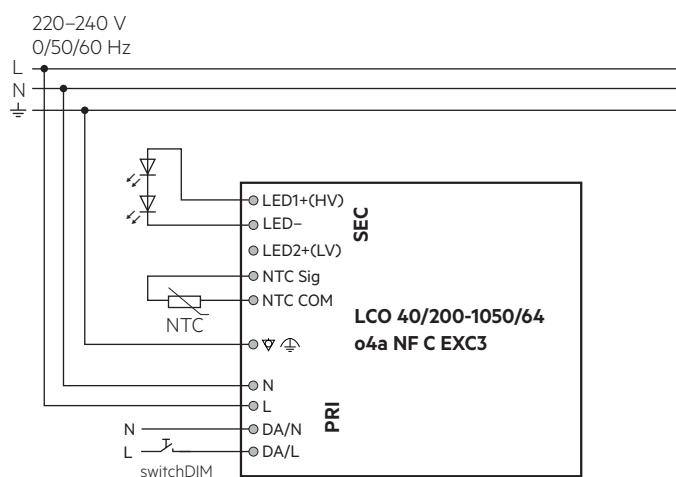 220–240 V
0/50/60 Hz
L
N
LED1+(HV)
LED–
LED2+(LV)
NTC Sig
NTC COM
SEC
NTC
LCO 40/200-1050/64
o4a NF C EXC3
N
L
PRI
N
DA/N
L
DA/L
switchDIM